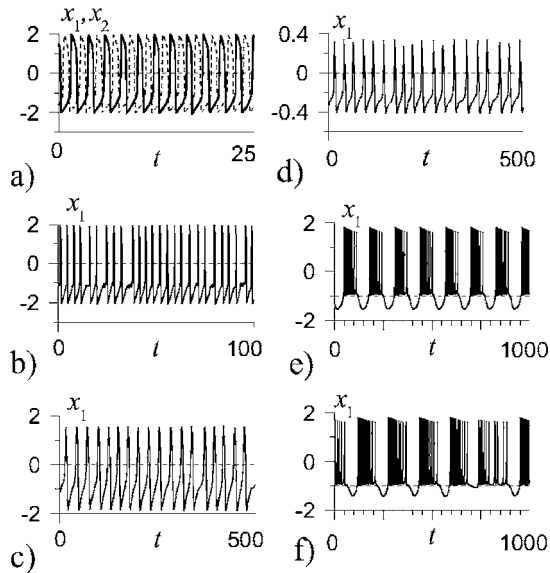 x₁, x₂
2
0
-2
0 t 25
a)
x₁
2
0
-2
0 t 100
b)
x₁
2
0
-2
0 t 500
c)
x₁
0.4
0
-0.4
0 t 500
d)
x₁
2
0
-2
0 t 1000
e)
x₁
2
0
-2
0 t 1000
f)